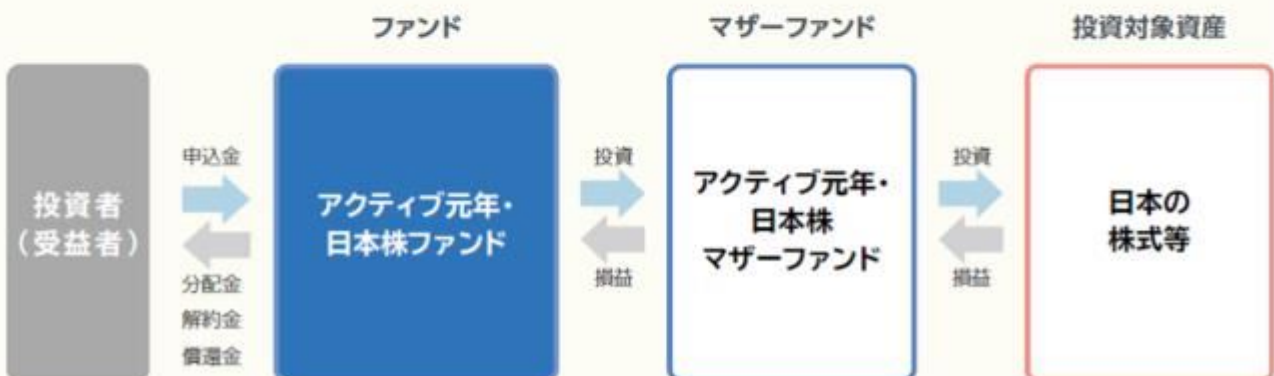 ファンド
マザーファンド
投資対象資産
投資者
（受益者）
申込金
分配金
解約金
償還金
アクティブ元年・
日本株ファンド
投資
損益
アクティブ元年・
日本株
マザーファンド
投資
損益
日本の
株式等